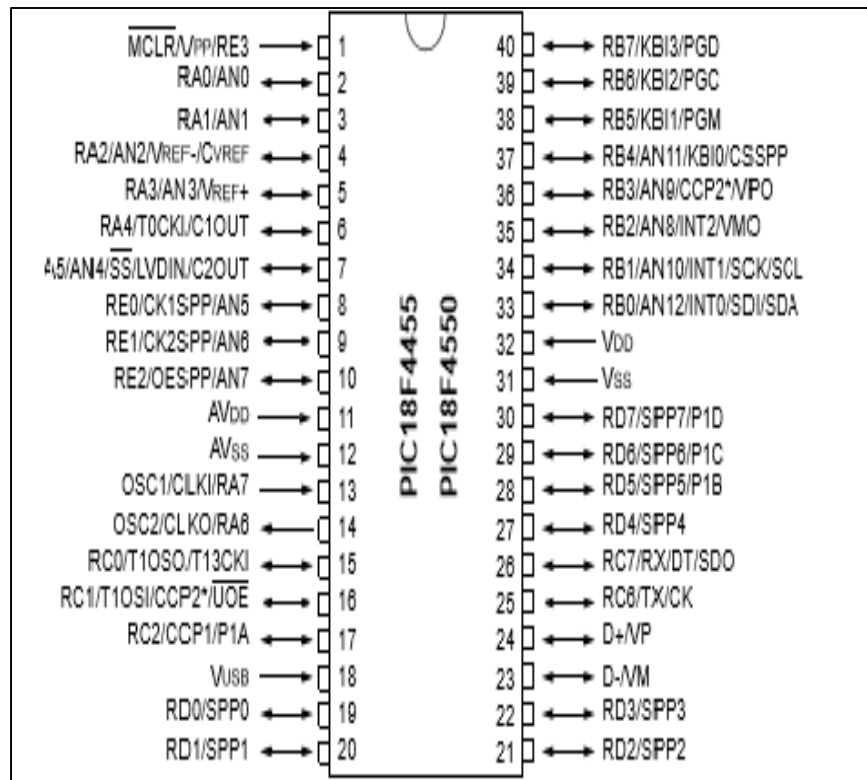 MCLR/VPP/RE3 1 40 RB7/KBI3/PGD
RA0/AN0 2 39 RB6/KBI2/PGC
RA1/AN1 3 38 RB5/KBI1/PGM
RA2/AN2/VREF-/CVREF 4 37 RB4/AN11/KBI0/CSSPP
RA3/AN3/VREF+ 5 36 RB3/AN9/CCP2*/VPO
RA4/T0CKI/C1OUT 6 35 RB2/AN8/INT2/VMO
A5/AN4/SS/LVDIN/C2OUT 7 34 RB1/AN10/INT1/SCK/SCL
RE0/CK1SPP/AN5 8 33 RB0/AN12/INT0/SDI/SDA
RE1/CK2SPP/AN6 9 32 VDD
RE2/OESPP/AN7 10 31 VSS
AVDD 11 30 RD7/SPP7/P1D
AVSS 12 29 RD6/SPP6/P1C
OSC1/CLKI/RA7 13 28 RD5/SPP5/P1B
OSC2/CLKO/RA6 14 27 RD4/SPP4
RC0/T1OSO/T13CKI 15 26 RC7/RX/DT/SDO
RC1/T1OSI/CCP2*/UOE 16 25 RC6/TX/CK
RC2/CCP1/P1A 17 24 D+/VP
VUSB 18 23 D-/VM
RD0/SPP0 19 22 RD3/SPP3
RD1/SPP1 20 21 RD2/SPP2
PIC18F4455
PIC18F4550